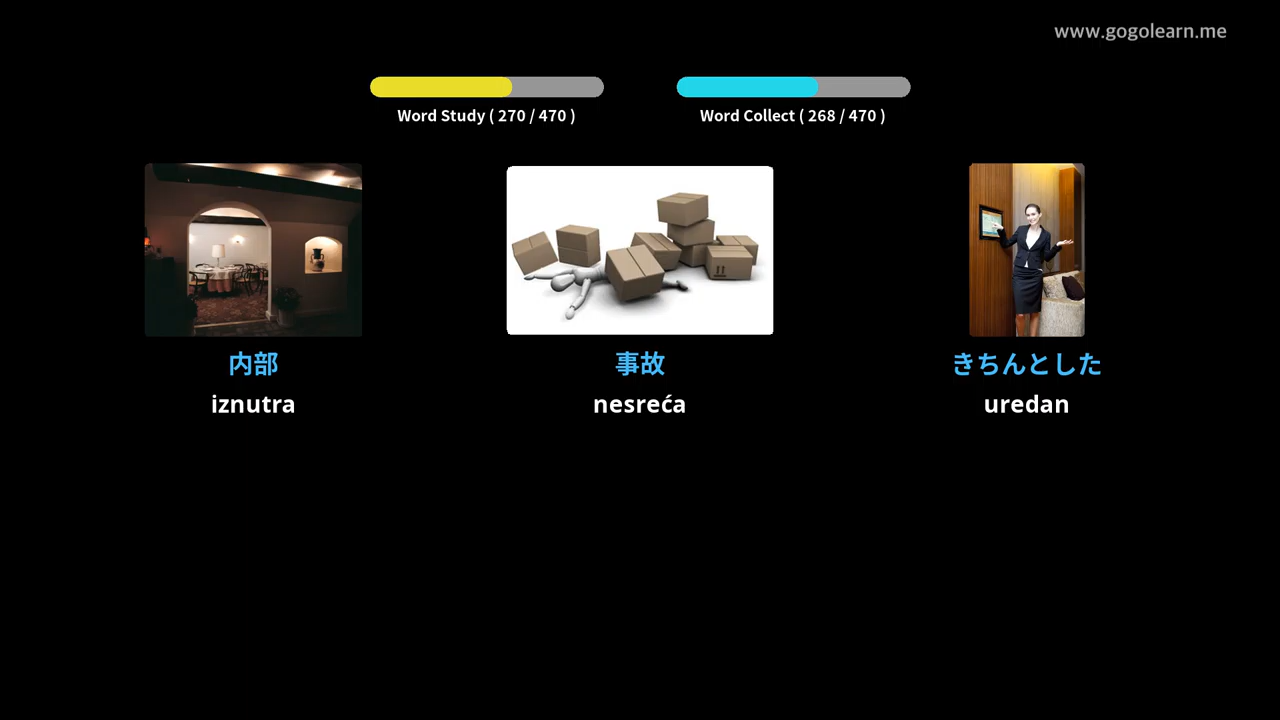 www.gogolearn.me
Word Study ( 270 / 470 )
Word Collect ( 268 / 470 )
内部
事故
きちんとした
iznutra
nesreća
uredan